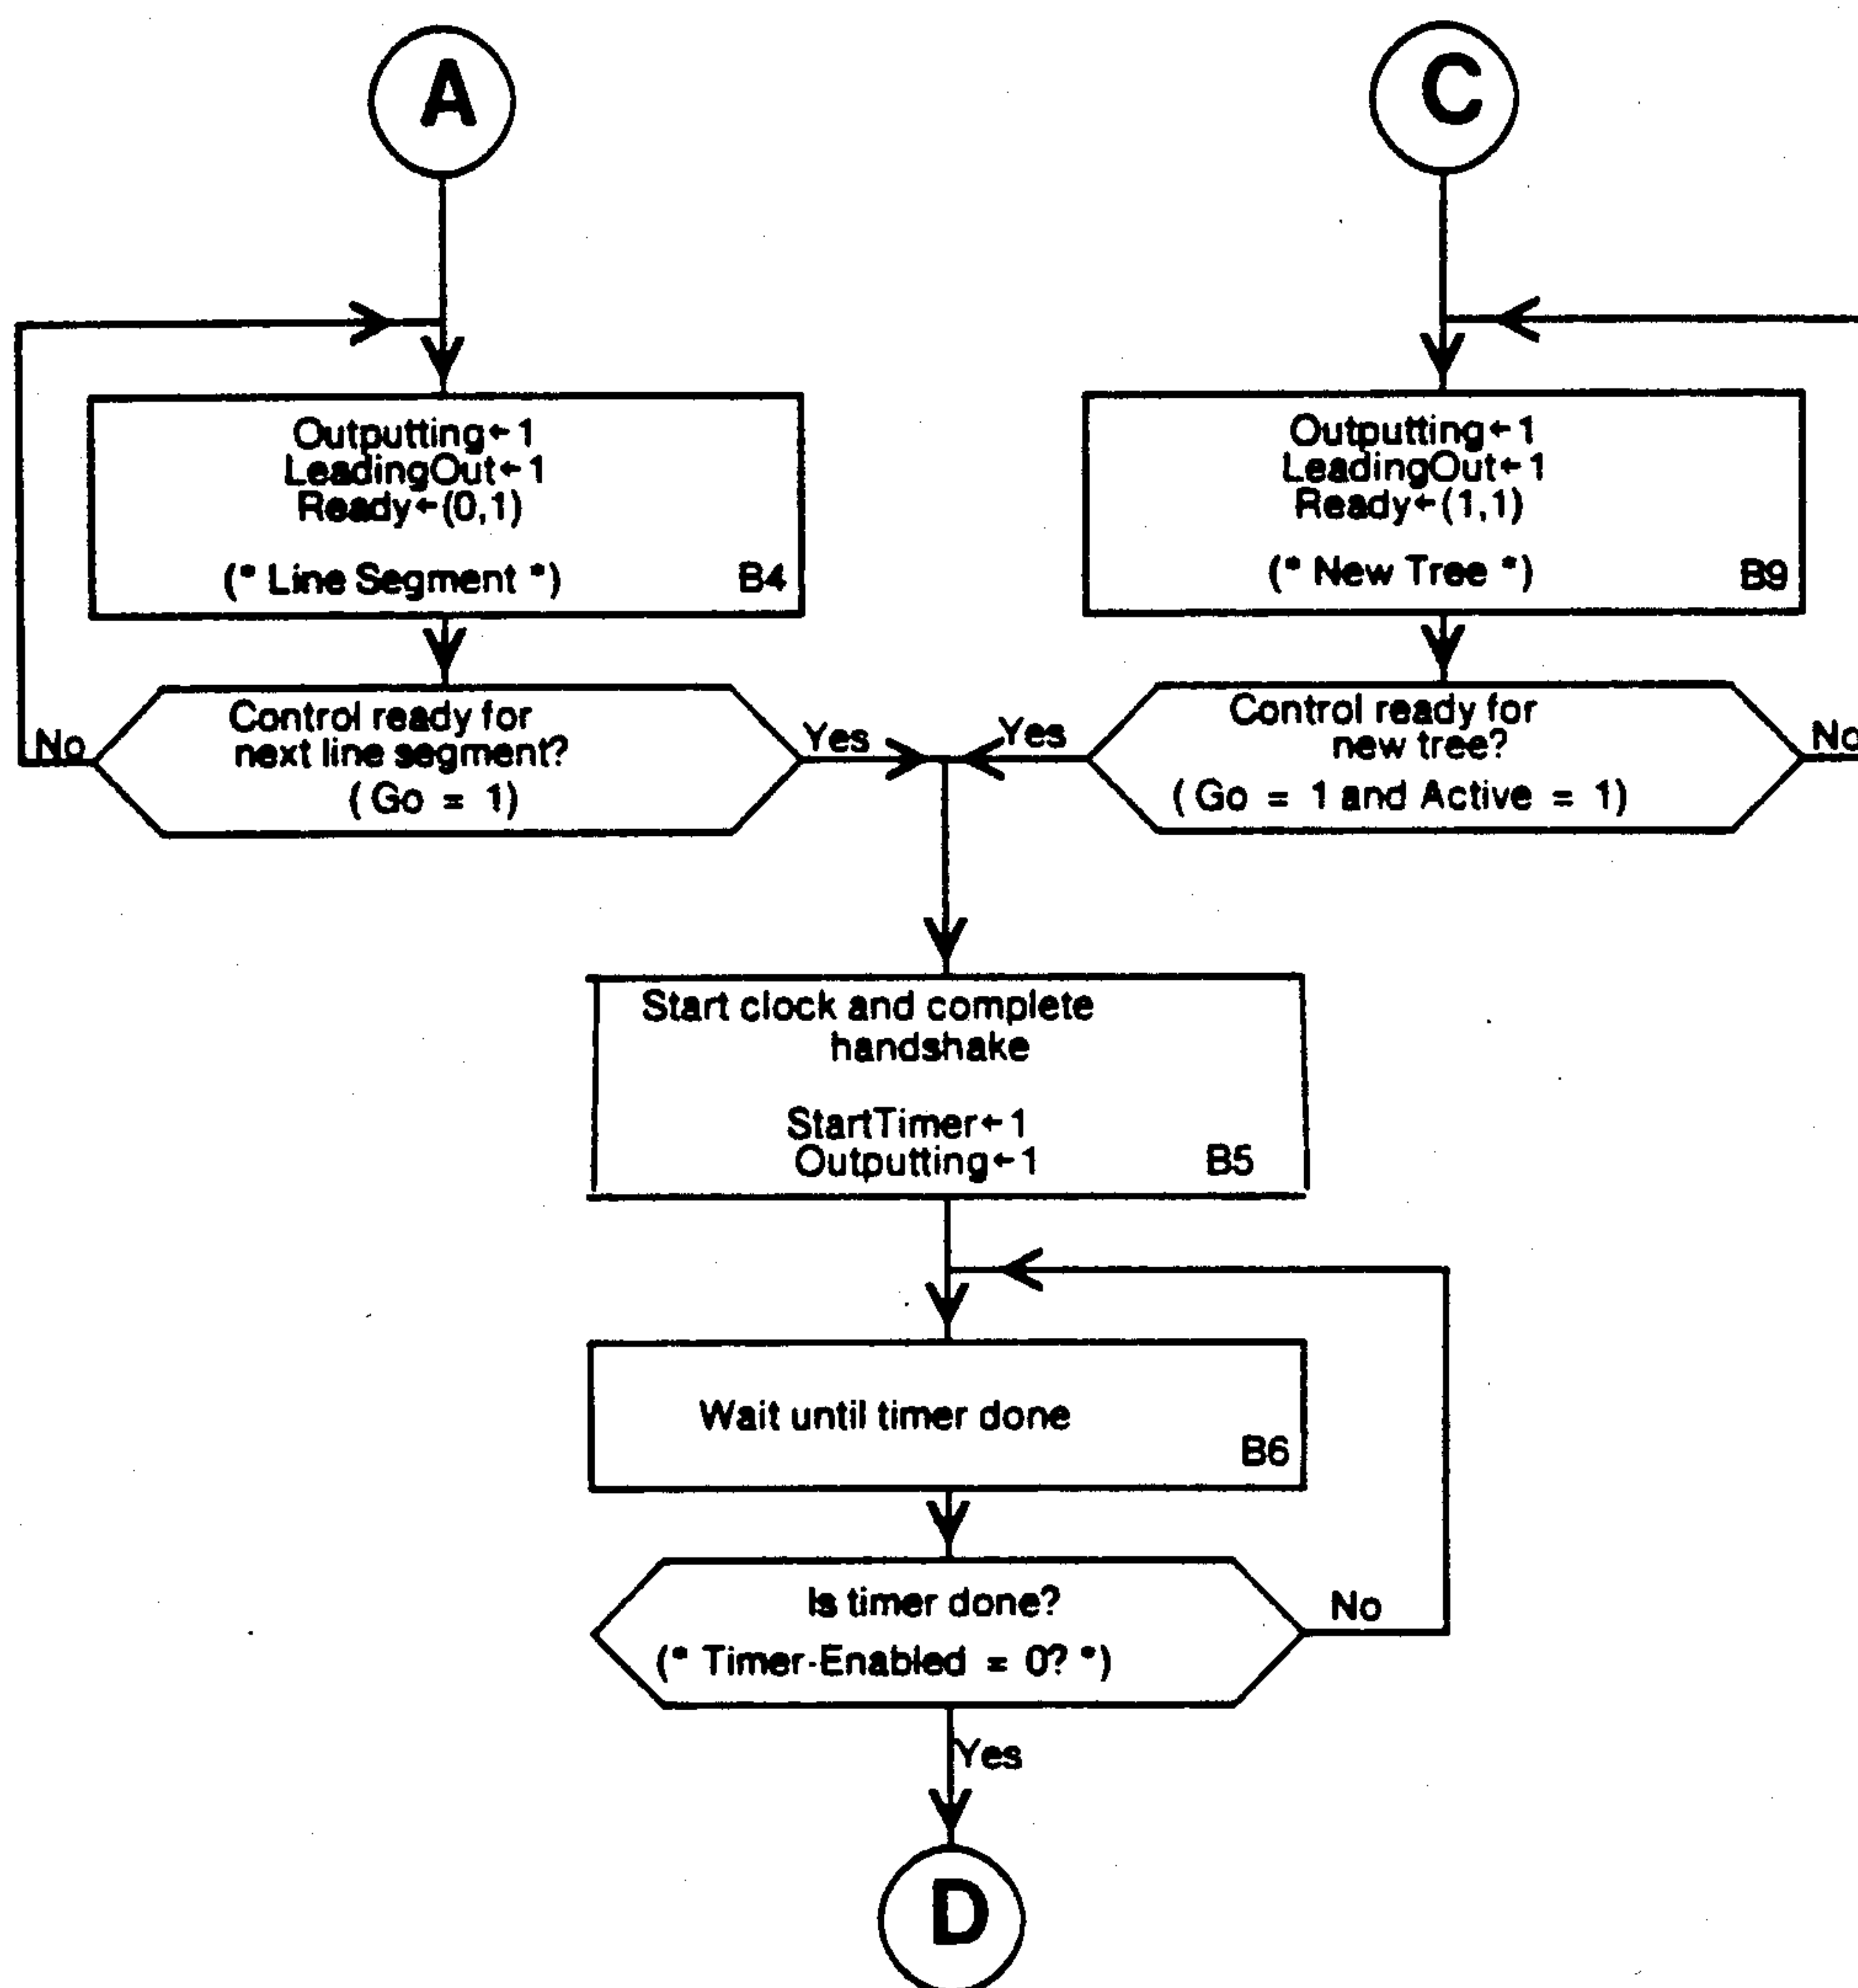 A
C
Outputting←1
LeadingOut←1
Ready←(0,1)
(* Line Segment *)
B4
Outputting←1
LeadingOut←1
Ready←(1,1)
(* New Tree *)
B9
Control ready for
next line segment?
( Go = 1)
No
Yes
Control ready for
new tree?
( Go = 1 and Active = 1)
Yes
No
Start clock and complete
handshake
StartTimer←1
Outputting←1
B5
Wait until timer done
B6
Is timer done?
(* Timer-Enabled = 0? *)
No
Yes
D